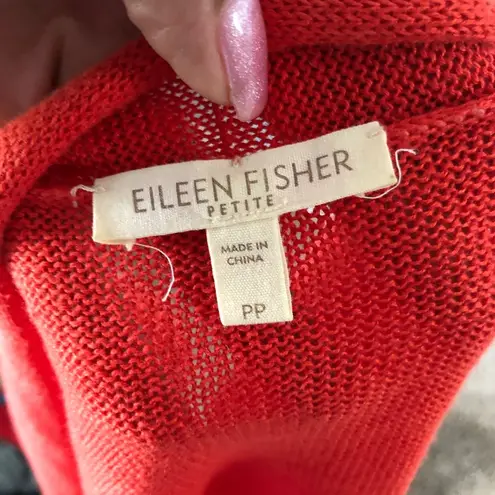 EILEEN FISHER
PETITE
MADE IN
CHINA
PP